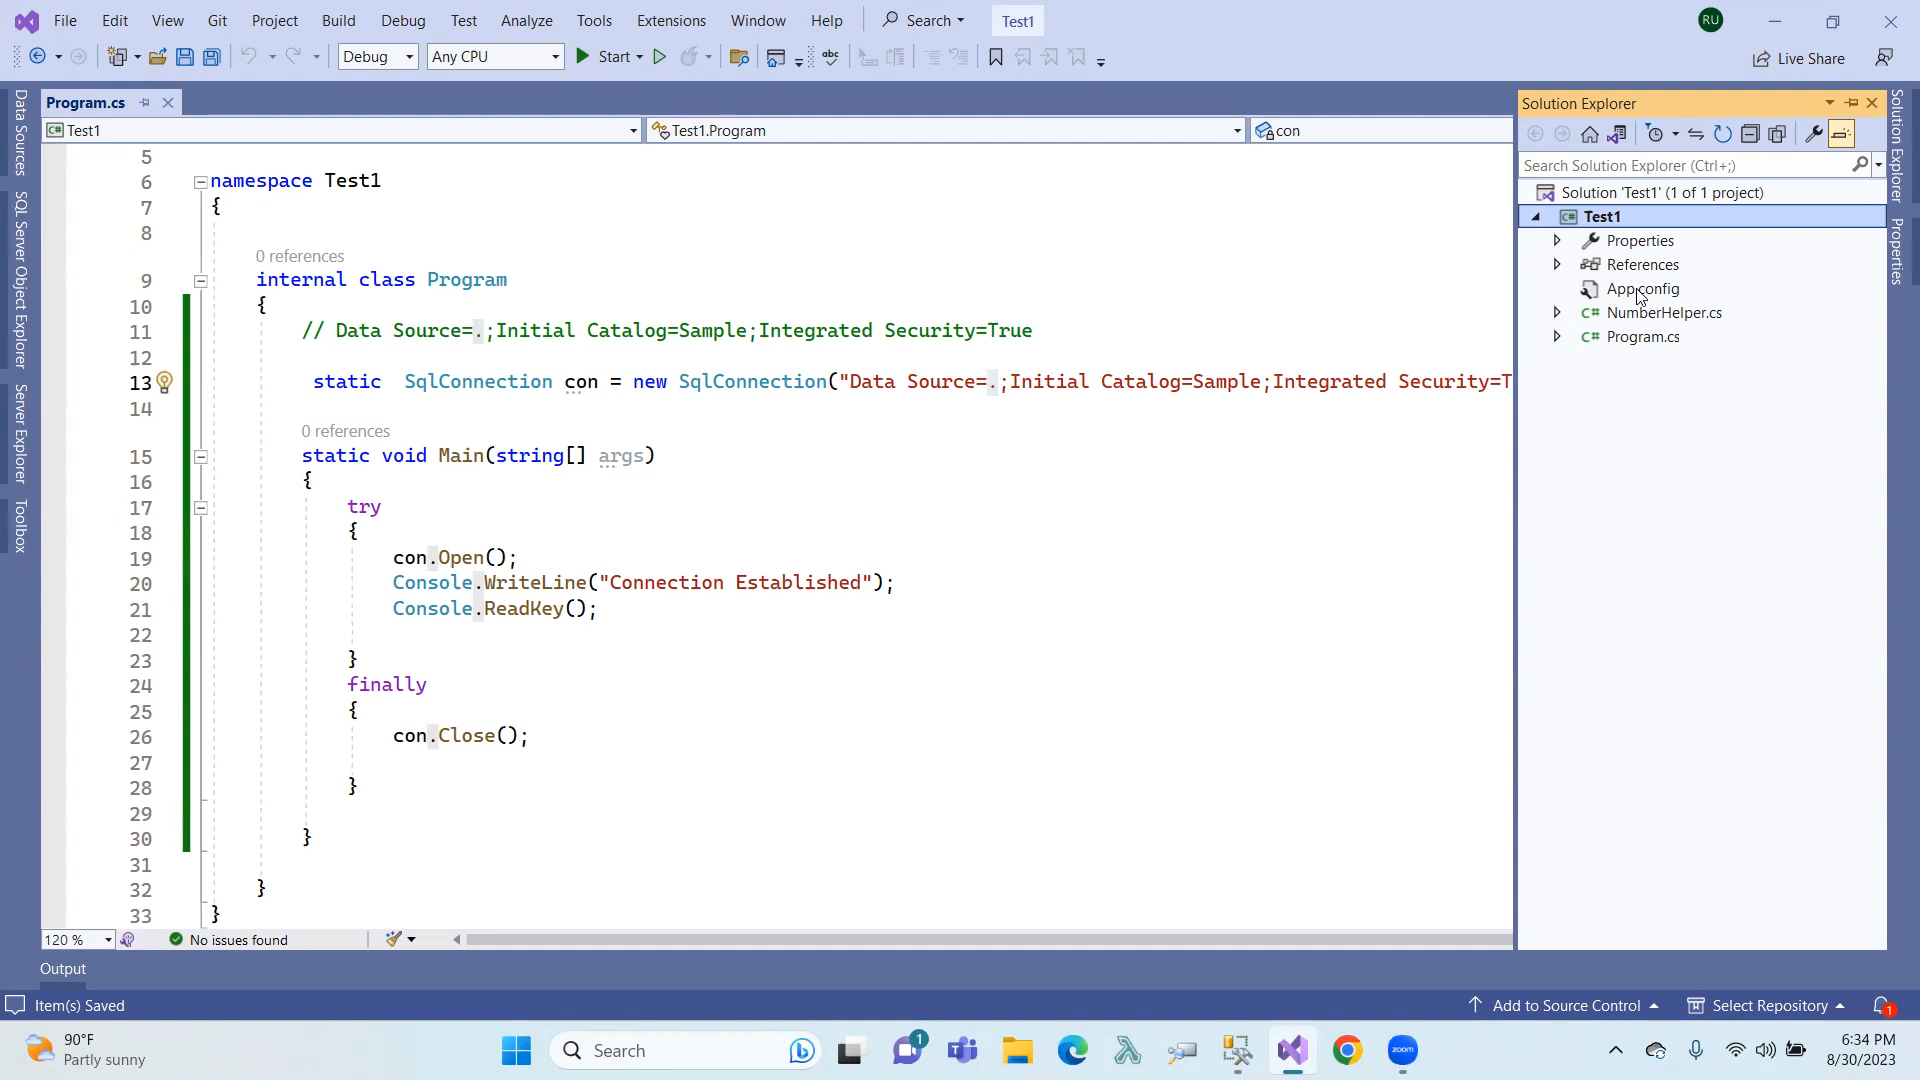 File Edit View Git Project Build Debug Test Analyze Tools Extensions Window Help Search Test1 RU
Debug Any CPU Start abc Live Share
Data Sources
SQL Server Object Explorer
Server Explorer
Toolbox
Program.cs
C# Test1 Test1.Program con
5
6 namespace Test1
7 {
8
0 references
9 internal class Program
10 {
11 // Data Source=.;Initial Catalog=Sample;Integrated Security=True
12
13 static SqlConnection con = new SqlConnection("Data Source=.;Initial Catalog=Sample;Integrated Security=T
14
0 references
15 static void Main(string[] args)
16 {
17 try
18 {
19 con.Open();
20 Console.WriteLine("Connection Established");
21 Console.ReadKey();
22
23 }
24 finally
25 {
26 con.Close();
27
28 }
29
30 }
31
32 }
33 }
120 % No issues found
Solution Explorer
Search Solution Explorer (Ctrl+;)
Solution 'Test1' (1 of 1 project)
C# Test1
Properties
References
App.config
C# NumberHelper.cs
C# Program.cs
Solution Explorer
Properties
Output
Item(s) Saved Add to Source Control Select Repository 1
90°F
Partly sunny
Search
1
zoom
6:34 PM
8/30/2023